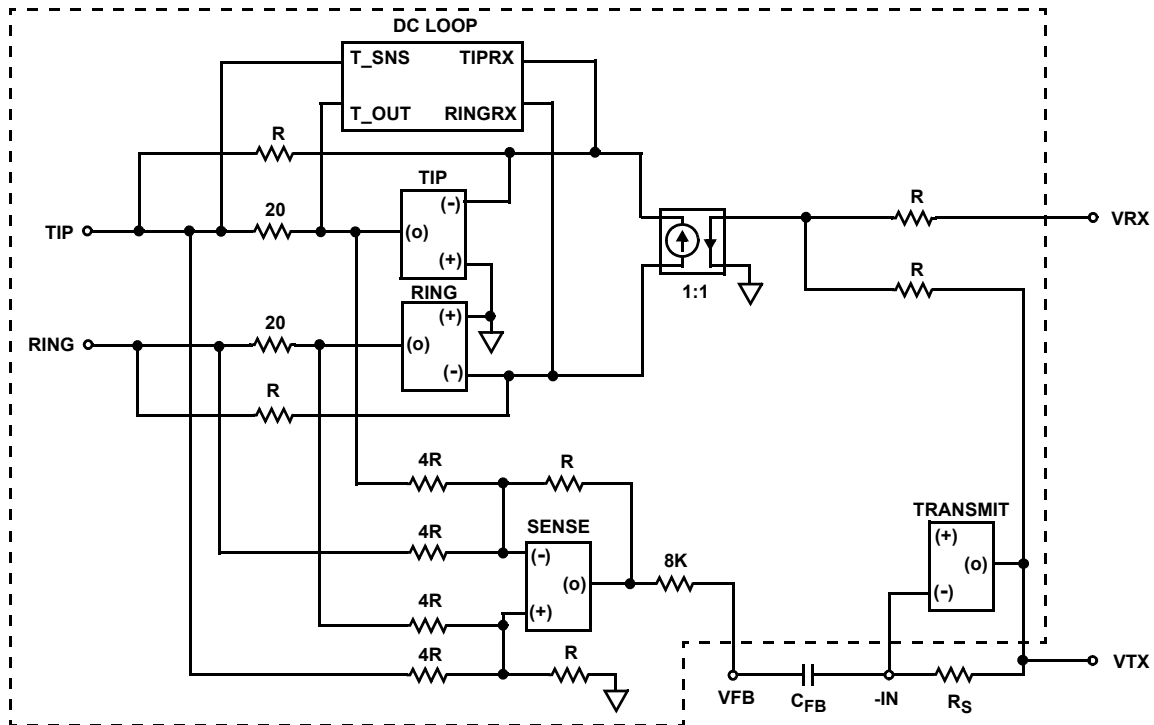 DC LOOP
T_SNS TIPRX
T_OUT RINGRX
R
TIP
(-)
20
(o)
(+)
TIP
RING
(+)
20
(o)
(-)
RING
R
1:1
R
VRX
R
4R
R
SENSE
4R
(-)
(o)
8K
4R
(+)
4R
R
TRANSMIT
(+)
(o)
(-)
VFB
CFB
-IN
RS
VTX